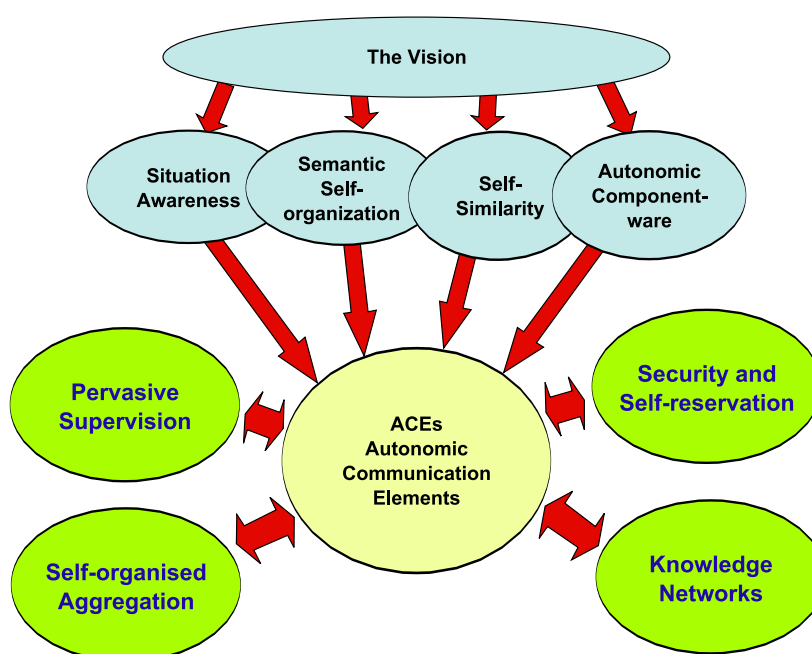 The Vision
Situation
Awareness
Semantic
Self-
organization
Self-
Similarity
Autonomic
Component-
ware
Pervasive
Supervision
ACEs
Autonomic
Communication
Elements
Security and
Self-reservation
Self-organised
Aggregation
Knowledge
Networks